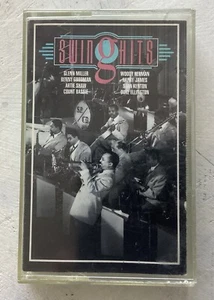 SWING HITS
GLENN MILLER
BENNY GOODMAN
ARTIE SHAW
COUNT BASIE
WOODY HERMAN
HARRY JAMES
STAN KENTON
DUKE ELLINGTON